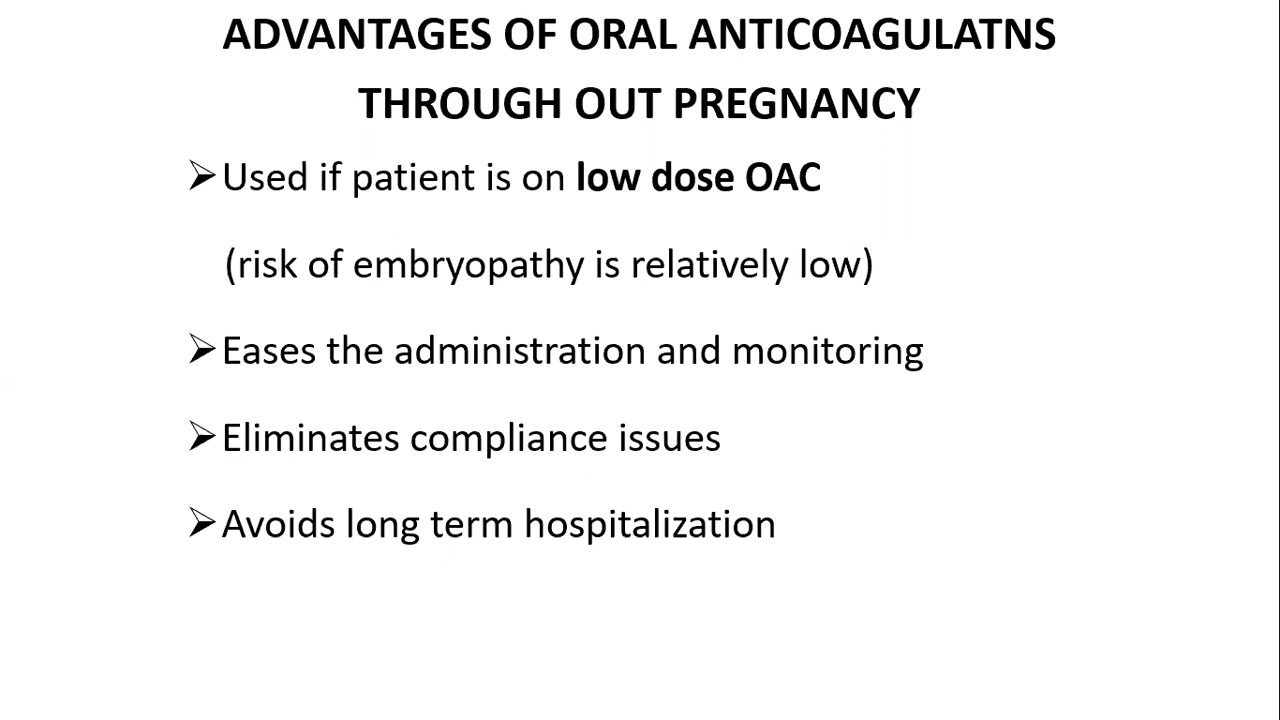 ADVANTAGES OF ORAL ANTICOAGULATNS
THROUGH OUT PREGNANCY
➢Used if patient is on low dose OAC
(risk of embryopathy is relatively low)
➢Eases the administration and monitoring
➢Eliminates compliance issues
➢Avoids long term hospitalization